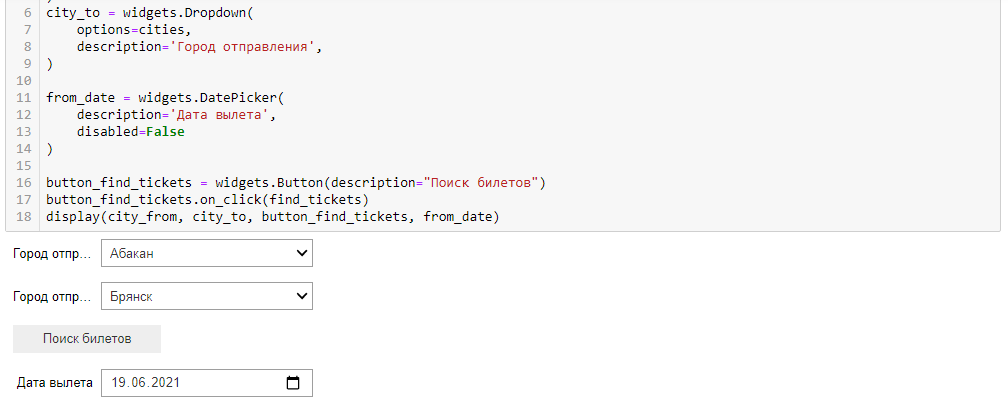 6 city_to = widgets.Dropdown(
7     options=cities,
8     description='Город отправления',
9 )
10
11 from_date = widgets.DatePicker(
12     description='Дата вылета',
13     disabled=False
14 )
15
16 button_find_tickets = widgets.Button(description="Поиск билетов")
17 button_find_tickets.on_click(find_tickets)
18 display(city_from, city_to, button_find_tickets, from_date)
Город отпр... Абакан
Город отпр... Брянск
Поиск билетов
Дата вылета 19.06.2021